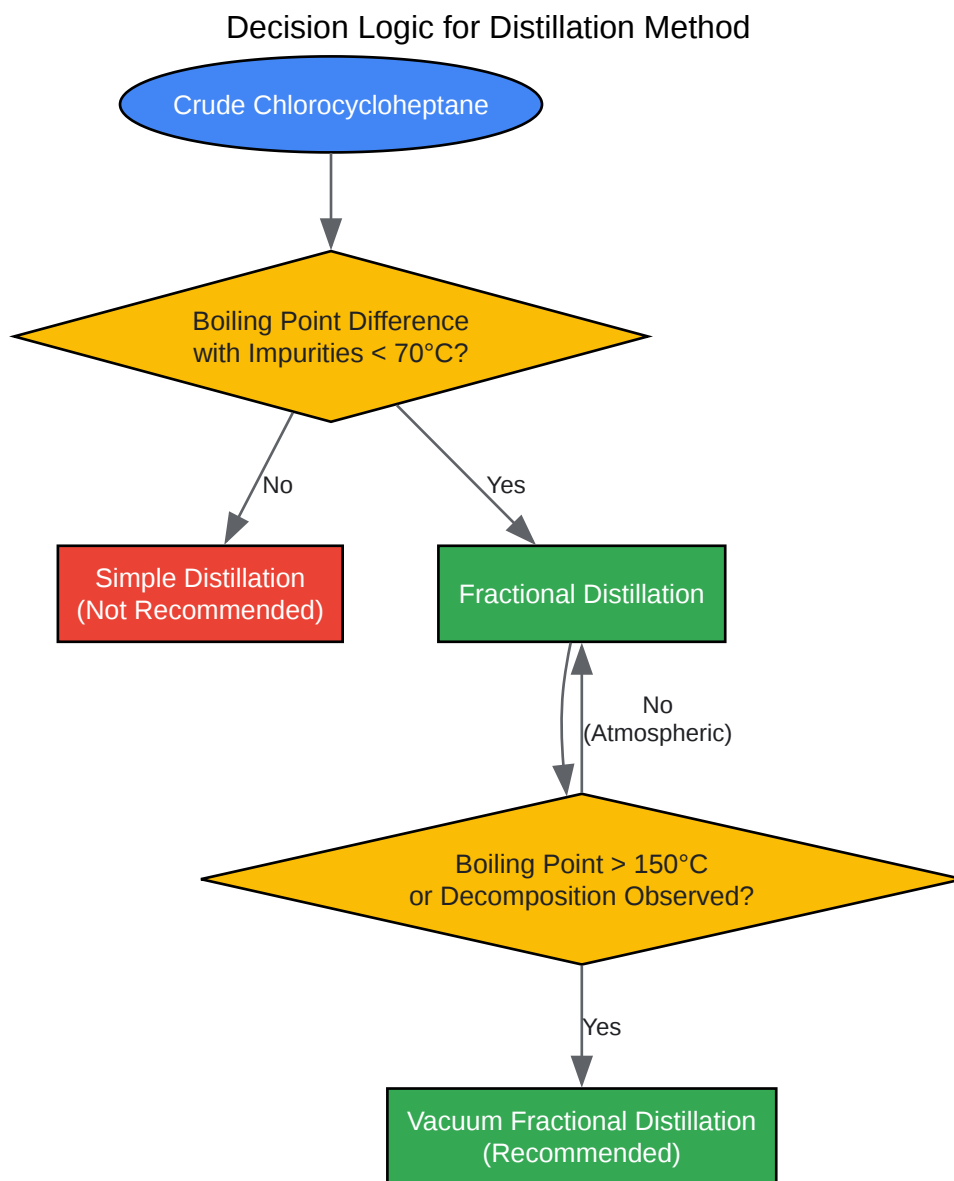 Decision Logic for Distillation Method
Crude Chlorocycloheptane
Boiling Point Difference
with Impurities < 70°C?
No
Yes
Simple Distillation
(Not Recommended)
Fractional Distillation
No
(Atmospheric)
Boiling Point > 150°C
or Decomposition Observed?
Yes
Vacuum Fractional Distillation
(Recommended)